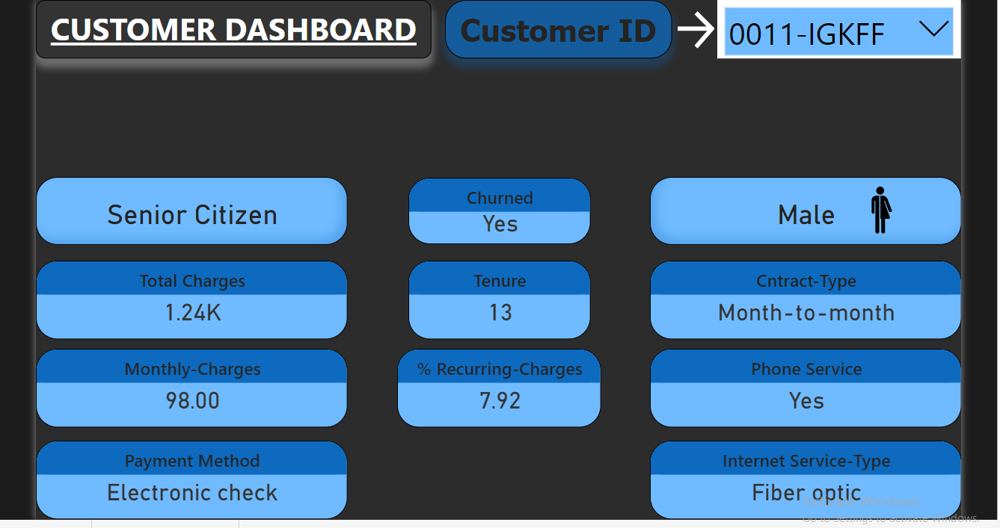 CUSTOMER DASHBOARD
Customer ID
0011-IGKFF
Senior Citizen
Churned
Yes
Male
Total Charges
1.24K
Tenure
13
Cntract-Type
Month-to-month
Monthly-Charges
98.00
% Recurring-Charges
7.92
Phone Service
Yes
Payment Method
Electronic check
Internet Service-Type
Fiber optic
Activate Windows
Go to Settings to activate Windows.